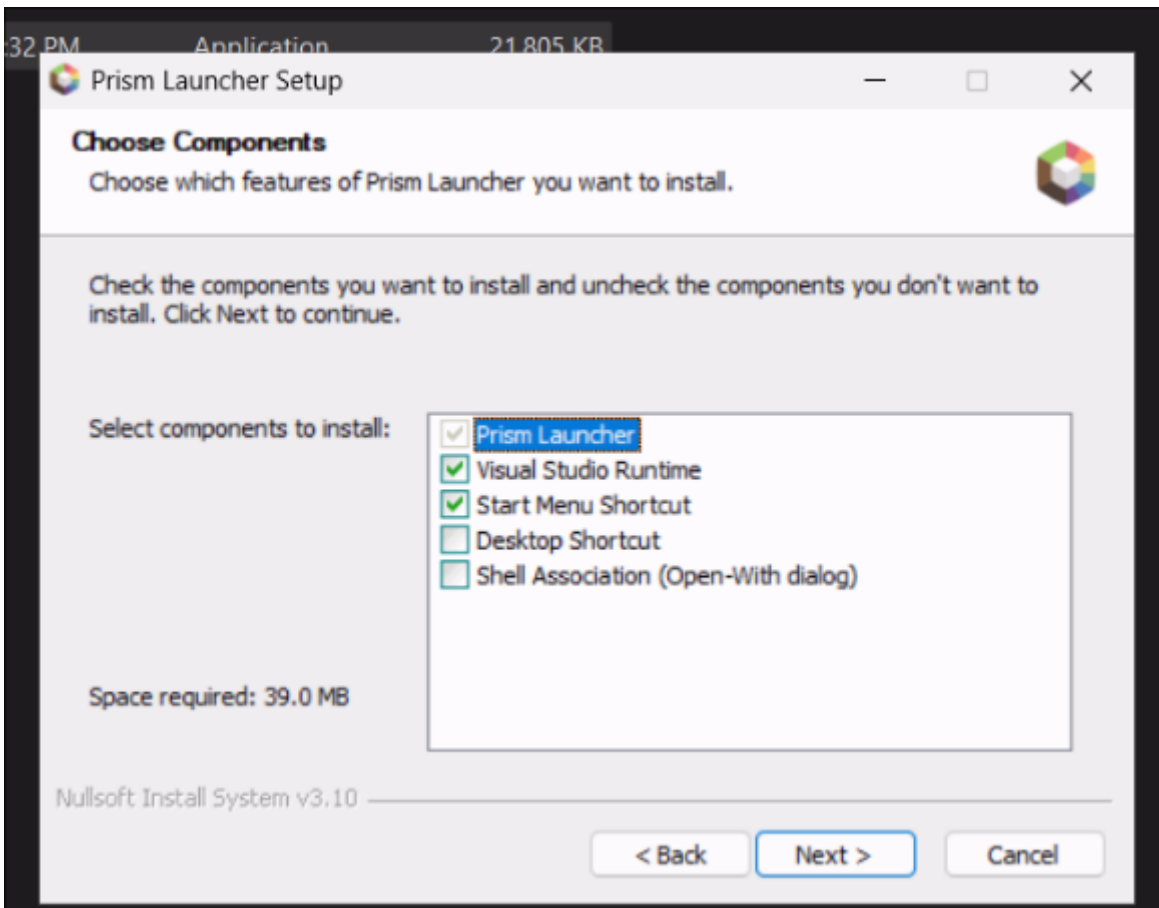 :32 PM Application 21,805 KB
Prism Launcher Setup
Choose Components
Choose which features of Prism Launcher you want to install.
Check the components you want to install and uncheck the components you don't want to
install. Click Next to continue.
Select components to install:
Prism Launcher
Visual Studio Runtime
Start Menu Shortcut
Desktop Shortcut
Shell Association (Open-With dialog)
Space required: 39.0 MB
Nullsoft Install System v3.10
< Back
Next >
Cancel